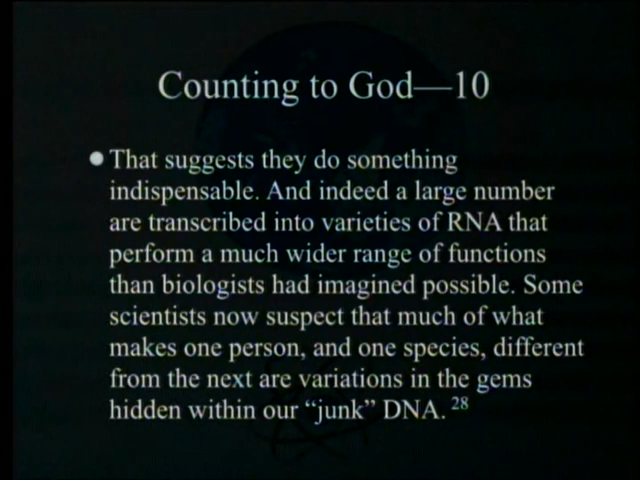 Counting to God—10
That suggests they do something
indispensable. And indeed a large number
are transcribed into varieties of RNA that
perform a much wider range of functions
than biologists had imagined possible. Some
scientists now suspect that much of what
makes one person, and one species, different
from the next are variations in the gems
hidden within our “junk” DNA. 28